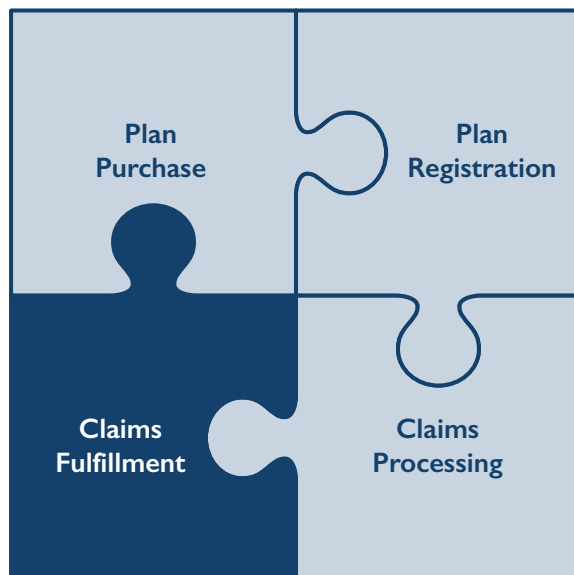 Plan
Purchase
Plan
Registration
Claims
Fulfillment
Claims
Processing